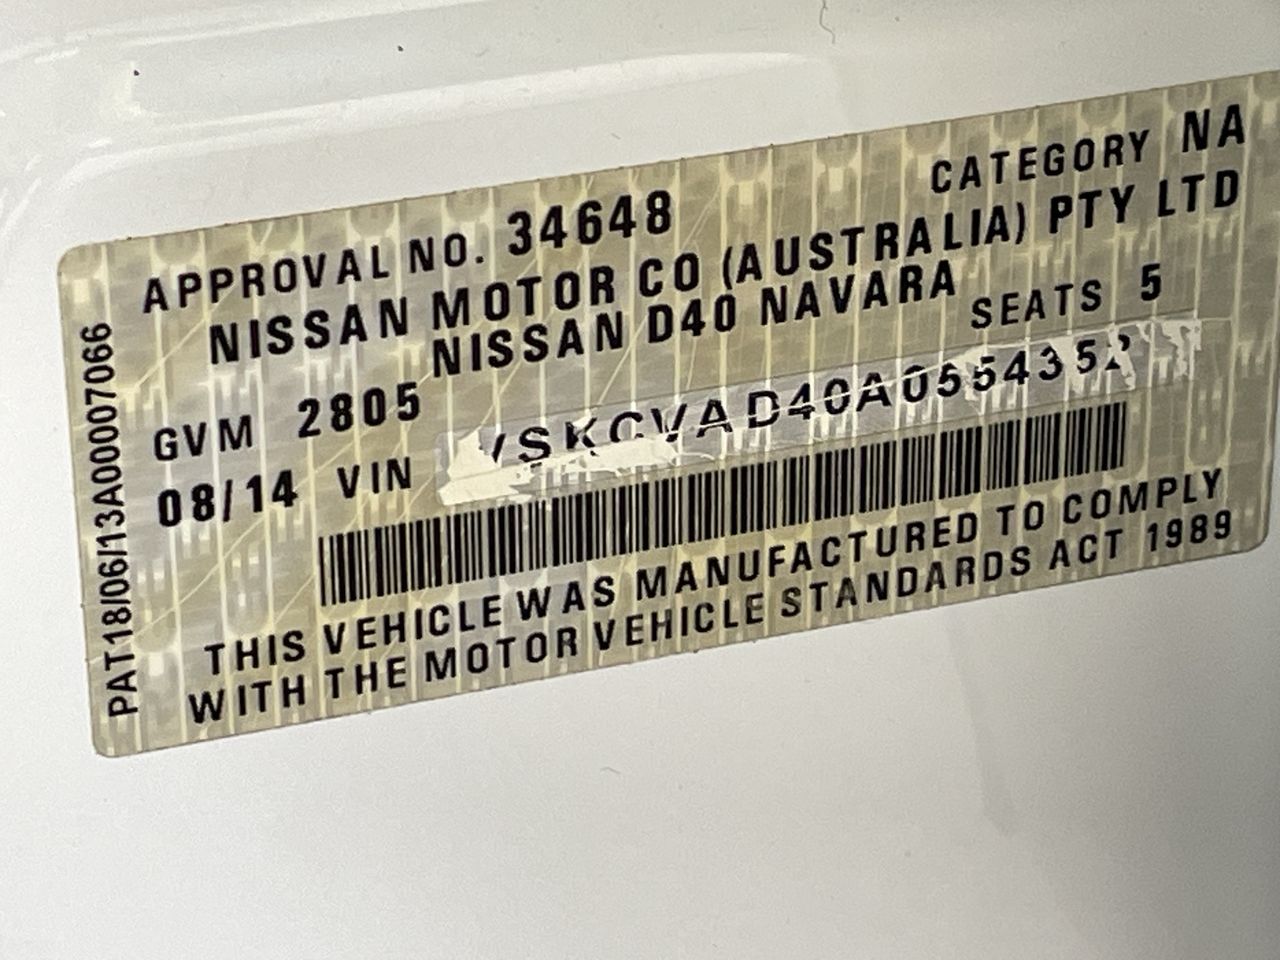 APPROVAL NO. 34648 CATEGORY NA
NISSAN MOTOR CO (AUSTRALIA) PTY LTD
NISSAN D40 NAVARA
GVM 2805 SEATS 5
08/14 VIN VSKCVAD40A0554352
THIS VEHICLE WAS MANUFACTURED TO COMPLY
WITH THE MOTOR VEHICLE STANDARDS ACT 1989
PAT18/06/13A00007066